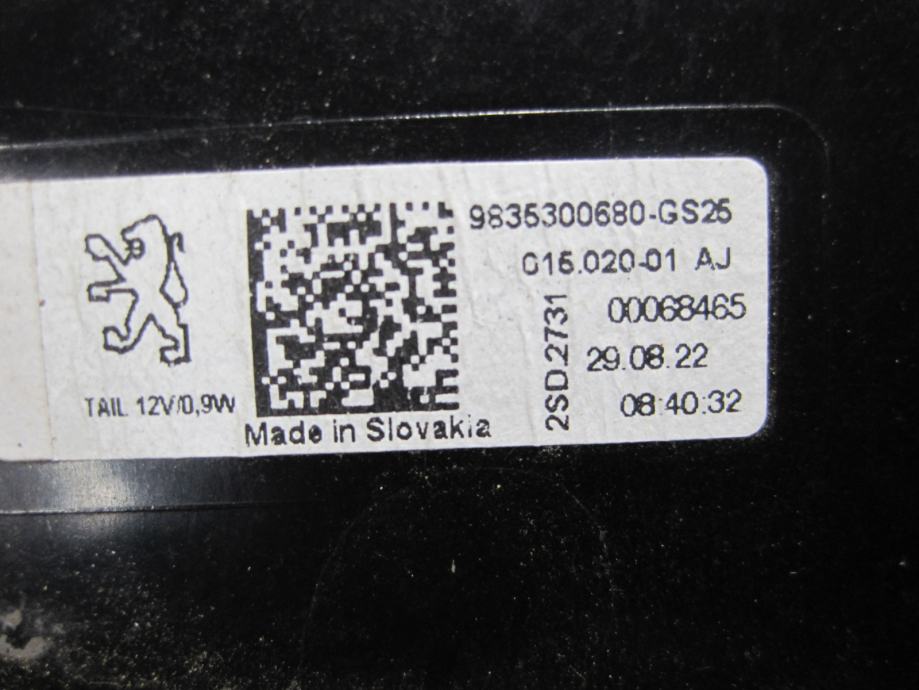 9835300680-GS25
015.020-01 AJ
00068465
2SD.2731
29.08.22
08:40:32
TAIL 12V/0,9W
Made in Slovakia